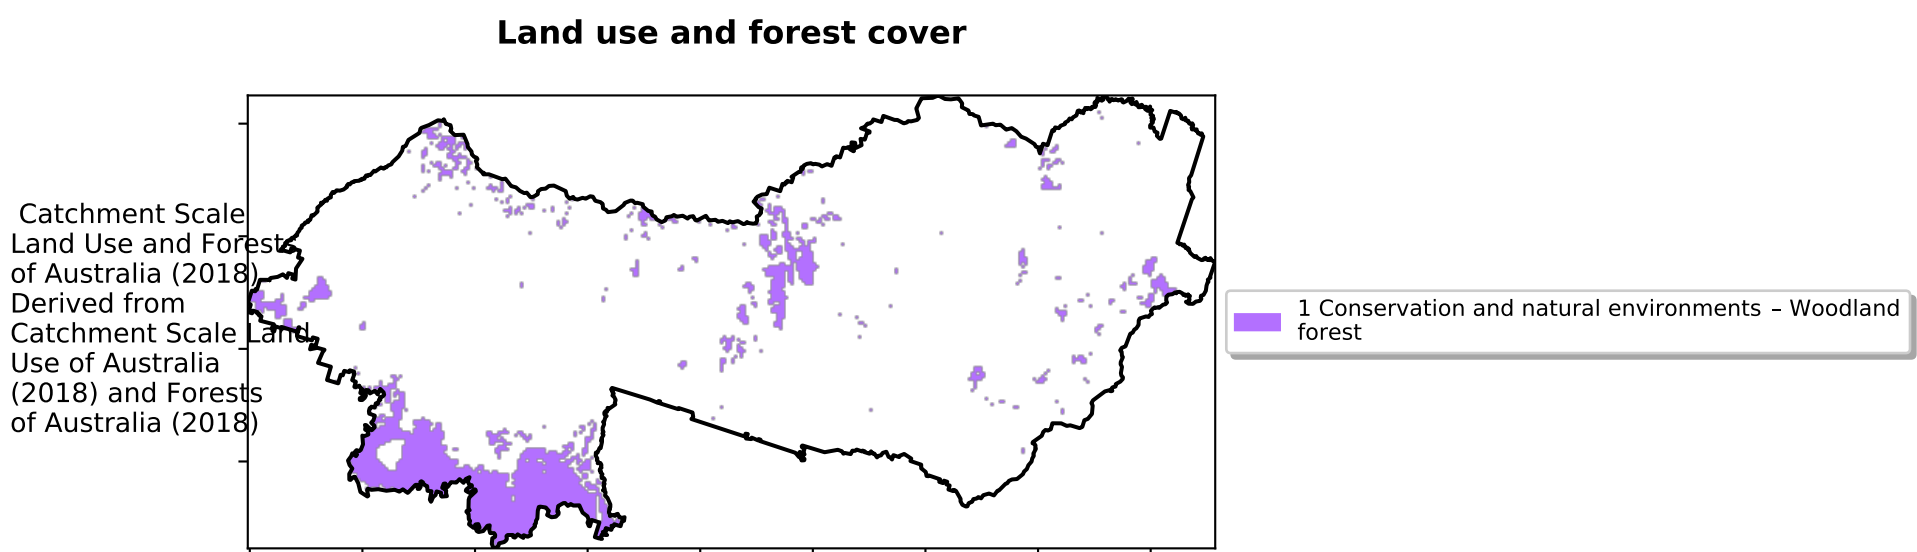 Land use and forest cover
Catchment Scale
Land Use and Forests
of Australia (2018)
Derived from
Catchment Scale Land
Use of Australia
(2018) and Forests
of Australia (2018)
1 Conservation and natural environments – Woodland
forest